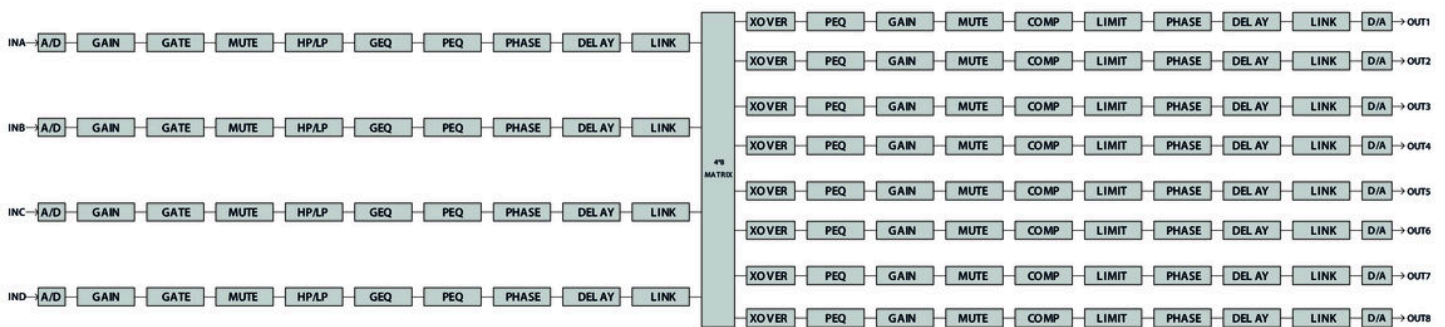 XOVER PEQ GAIN MUTE COMP LIMIT PHASE DELAY LINK D/A OUT1
INA A/D GAIN GATE MUTE HP/LP GEQ PEQ PHASE DELAY LINK
XOVER PEQ GAIN MUTE COMP LIMIT PHASE DELAY LINK D/A OUT2
XOVER PEQ GAIN MUTE COMP LIMIT PHASE DELAY LINK D/A OUT3
INB A/D GAIN GATE MUTE HP/LP GEQ PEQ PHASE DELAY LINK
XOVER PEQ GAIN MUTE COMP LIMIT PHASE DELAY LINK D/A OUT4
4*8
MATRIX
XOVER PEQ GAIN MUTE COMP LIMIT PHASE DELAY LINK D/A OUT5
INC A/D GAIN GATE MUTE HP/LP GEQ PEQ PHASE DELAY LINK
XOVER PEQ GAIN MUTE COMP LIMIT PHASE DELAY LINK D/A OUT6
XOVER PEQ GAIN MUTE COMP LIMIT PHASE DELAY LINK D/A OUT7
IND A/D GAIN GATE MUTE HP/LP GEQ PEQ PHASE DELAY LINK
XOVER PEQ GAIN MUTE COMP LIMIT PHASE DELAY LINK D/A OUT8